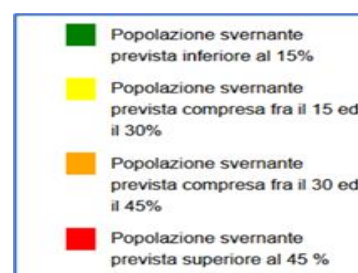 Popolazione svernante
prevista inferiore al 15%
Popolazione svernante
prevista compresa fra il 15 ed
il 30%
Popolazione svernante
prevista compresa fra il 30 ed
il 45%
Popolazione svernante
prevista superiore al 45 %